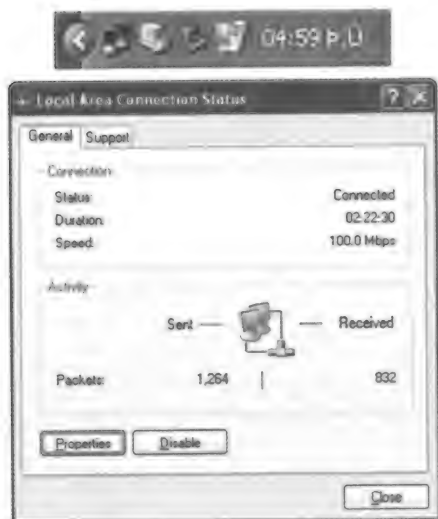 04:59
Local Area Connection Status
General Support
Connection
Status: Connected
Duration: 02:22:30
Speed: 100.0 Mbps
Activity
Sent — — Received
Packets: 1,264 | 832
Properties Disable
Close